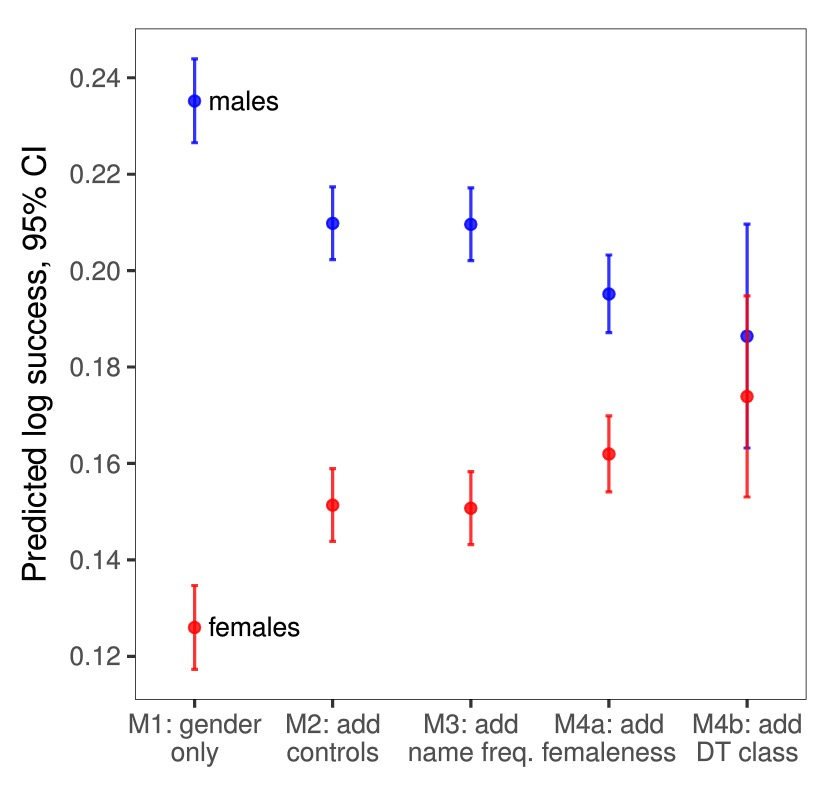 Predicted log success, 95% CI
0.24
0.22
0.20
0.18
0.16
0.14
0.12
males
females
M1: gender
only
M2: add
controls
M3: add
name freq.
M4a: add
femaleness
M4b: add
DT class